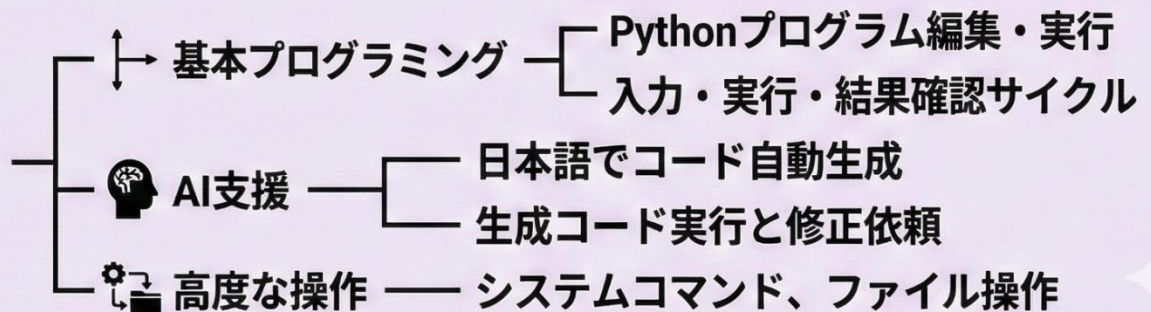 基本プログラミング
Pythonプログラム編集・実行
入力・実行・結果確認サイクル
AI支援
日本語でコード自動生成
生成コード実行と修正依頼
高度な操作
システムコマンド、ファイル操作